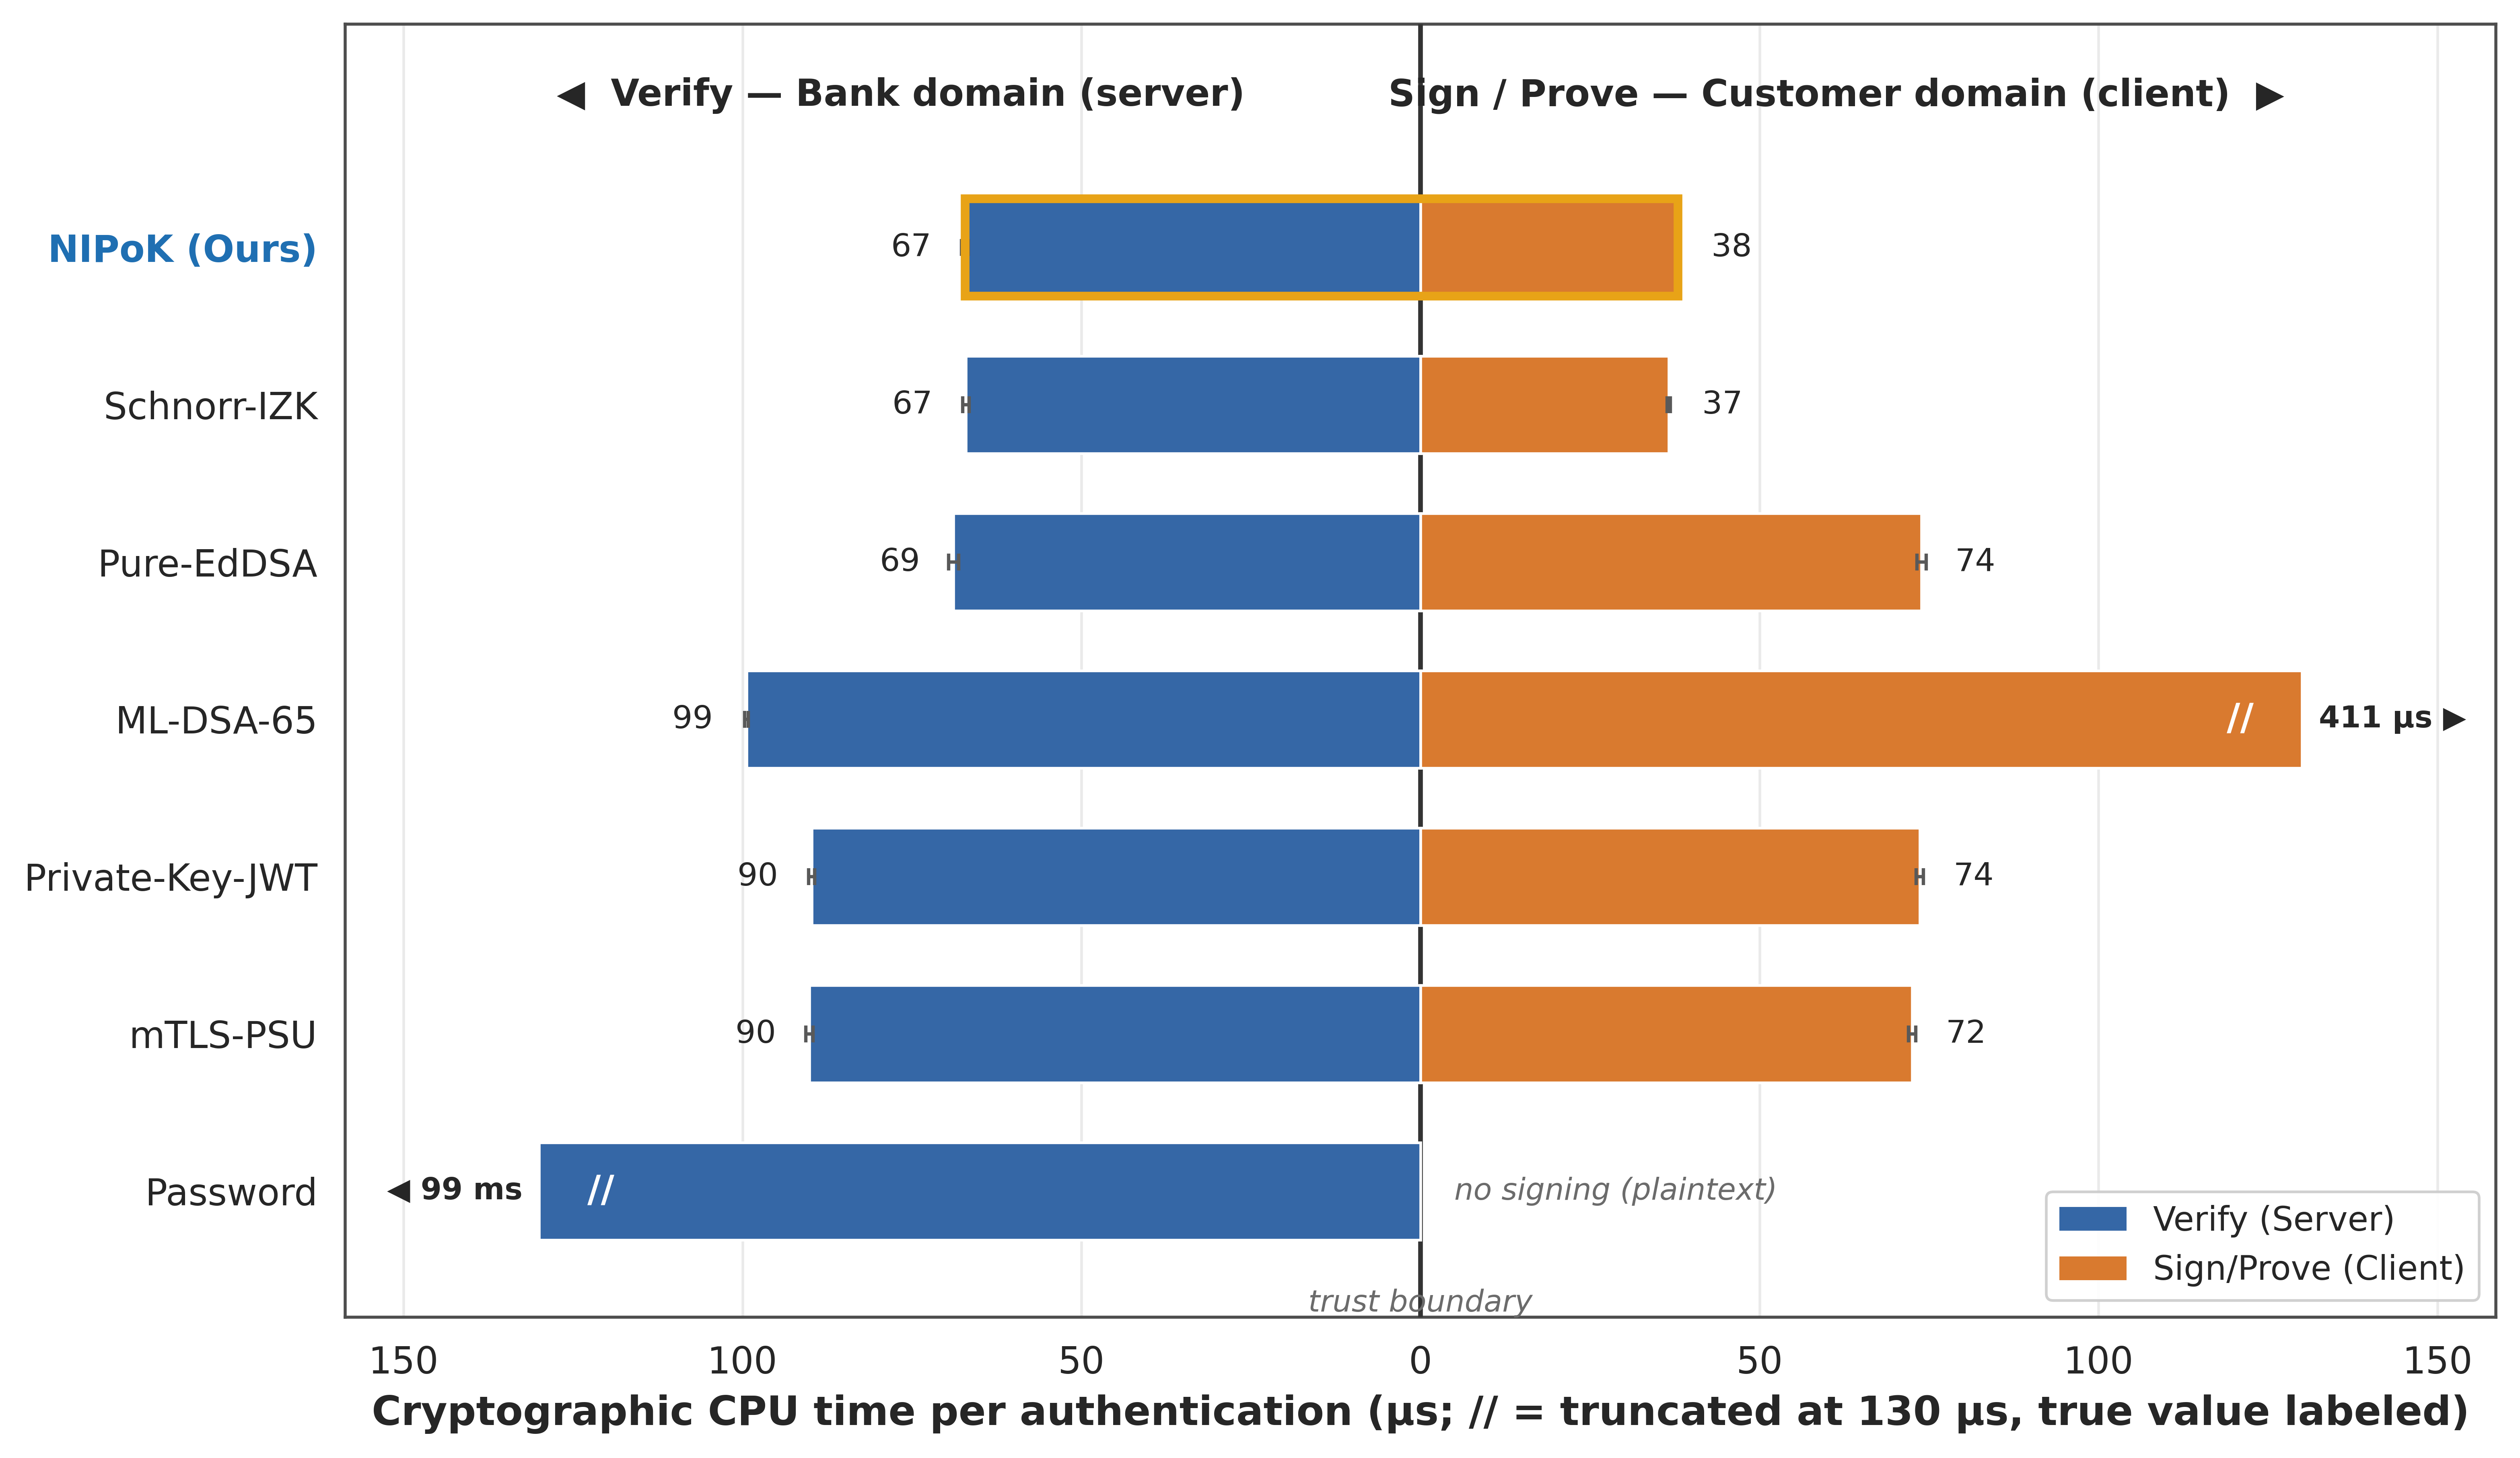 ◀ Verify — Bank domain (server) Sign / Prove — Customer domain (client) ▶
NIPoK (Ours) 67 38
Schnorr-IZK 67 37
Pure-EdDSA 69 74
ML-DSA-65 99 // 411 µs ▶
Private-Key-JWT 90 74
mTLS-PSU 90 72
Password ◀ 99 ms // no signing (plaintext)
Verify (Server)
Sign/Prove (Client)
trust boundary
150 100 50 0 50 100 150
Cryptographic CPU time per authentication (µs; // = truncated at 130 µs, true value labeled)